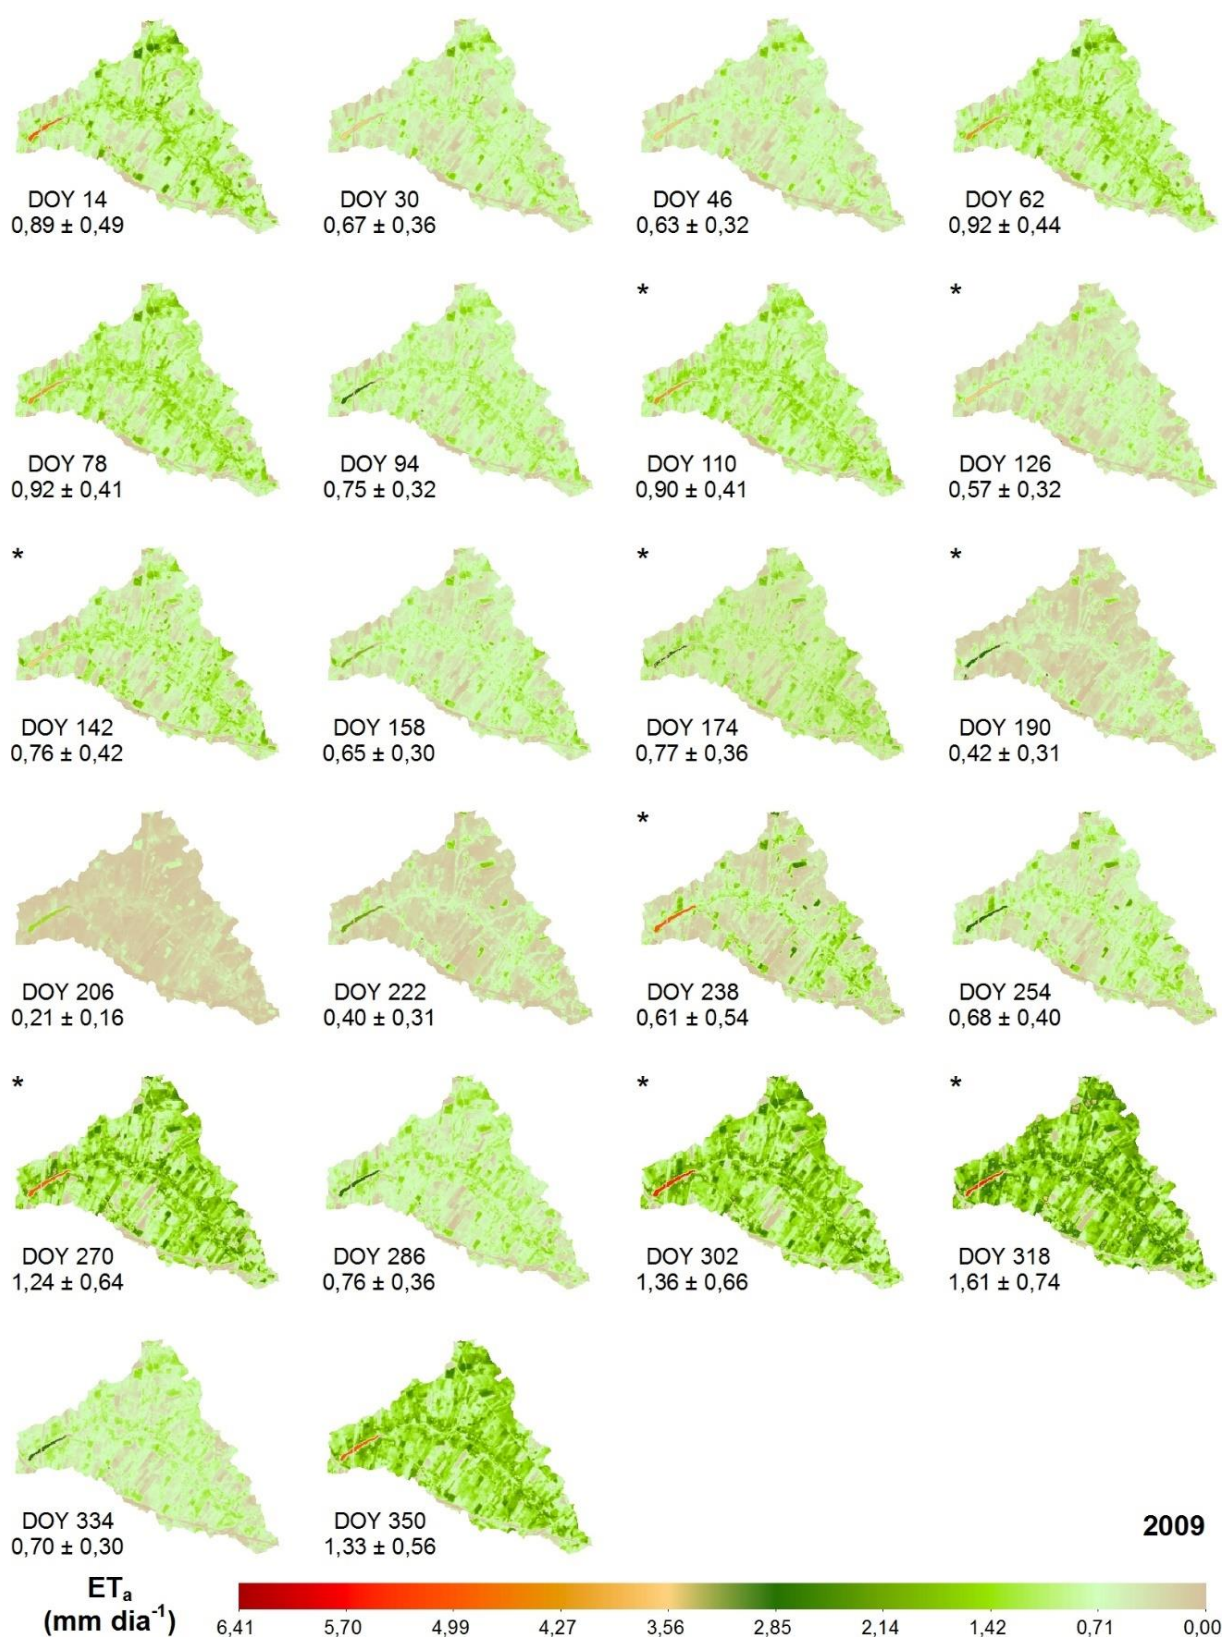 DOY 14 DOY 30 DOY 46 DOY 62
0,89 ± 0,49 0,67 ± 0,36 0,63 ± 0,32 0,92 ± 0,44
* *
DOY 78 DOY 94 DOY 110 DOY 126
0,92 ± 0,41 0,75 ± 0,32 0,90 ± 0,41 0,57 ± 0,32
* * *
DOY 142 DOY 158 DOY 174 DOY 190
0,76 ± 0,42 0,65 ± 0,30 0,77 ± 0,36 0,42 ± 0,31
*
DOY 206 DOY 222 DOY 238 DOY 254
0,21 ± 0,16 0,40 ± 0,31 0,61 ± 0,54 0,68 ± 0,40
* * *
DOY 270 DOY 286 DOY 302 DOY 318
1,24 ± 0,64 0,76 ± 0,36 1,36 ± 0,66 1,61 ± 0,74
DOY 334 DOY 350 2009
0,70 ± 0,30 1,33 ± 0,56
ETₐ
(mm dia⁻¹)
6,41 5,70 4,99 4,27 3,56 2,85 2,14 1,42 0,71 0,00